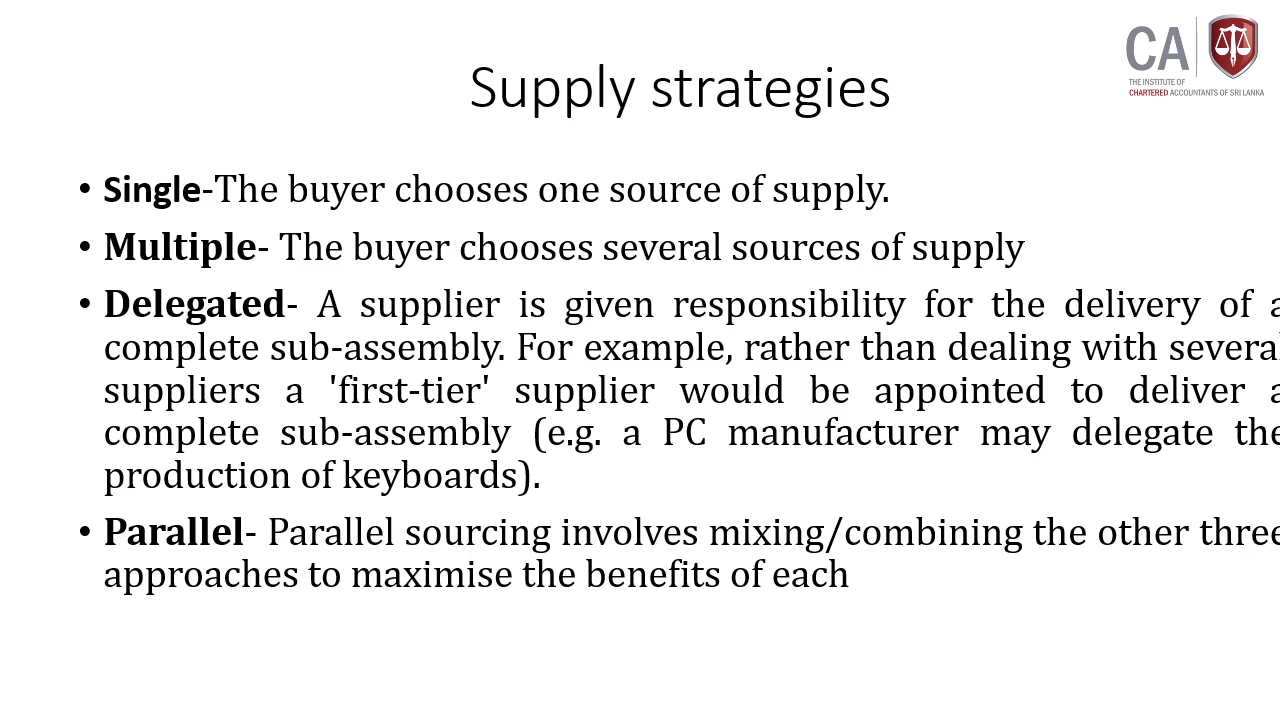 CA
THE INSTITUTE OF
CHARTERED ACCOUNTANTS OF SRI LANKA
Supply strategies
• Single-The buyer chooses one source of supply.
• Multiple- The buyer chooses several sources of supply
• Delegated- A supplier is given responsibility for the delivery of a
complete sub-assembly. For example, rather than dealing with several
suppliers a 'first-tier' supplier would be appointed to deliver a
complete sub-assembly (e.g. a PC manufacturer may delegate the
production of keyboards).
• Parallel- Parallel sourcing involves mixing/combining the other three
approaches to maximise the benefits of each